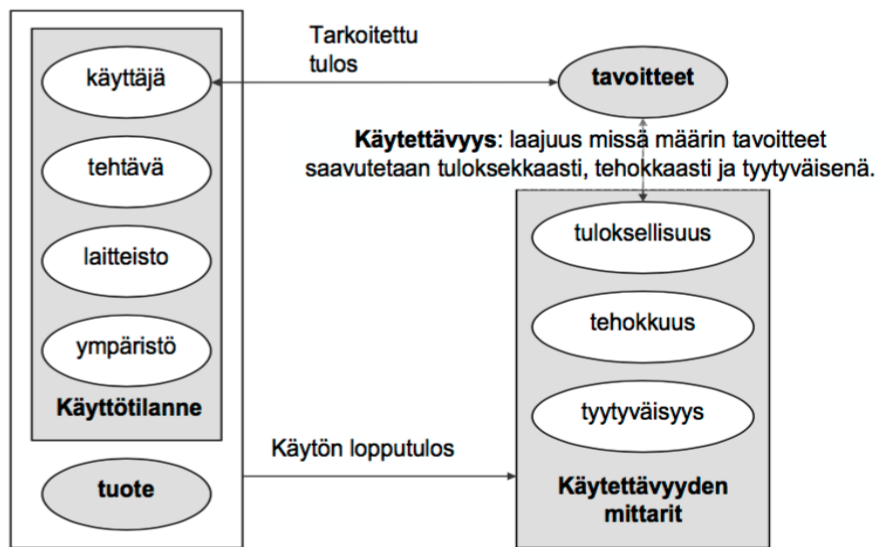 käyttäjä
tehtävä
laitteisto
ympäristö
Käyttötilanne
tuote
Tarkoitettu
tulos
tavoitteet
Käytettävyys: laajuus missä määrin tavoitteet
saavutetaan tuloksekkaasti, tehokkaasti ja tyytyväisenä.
tuloksellisuus
tehokkuus
tyytyväisyys
Käytettävyyden
mittarit
Käytön lopputulos